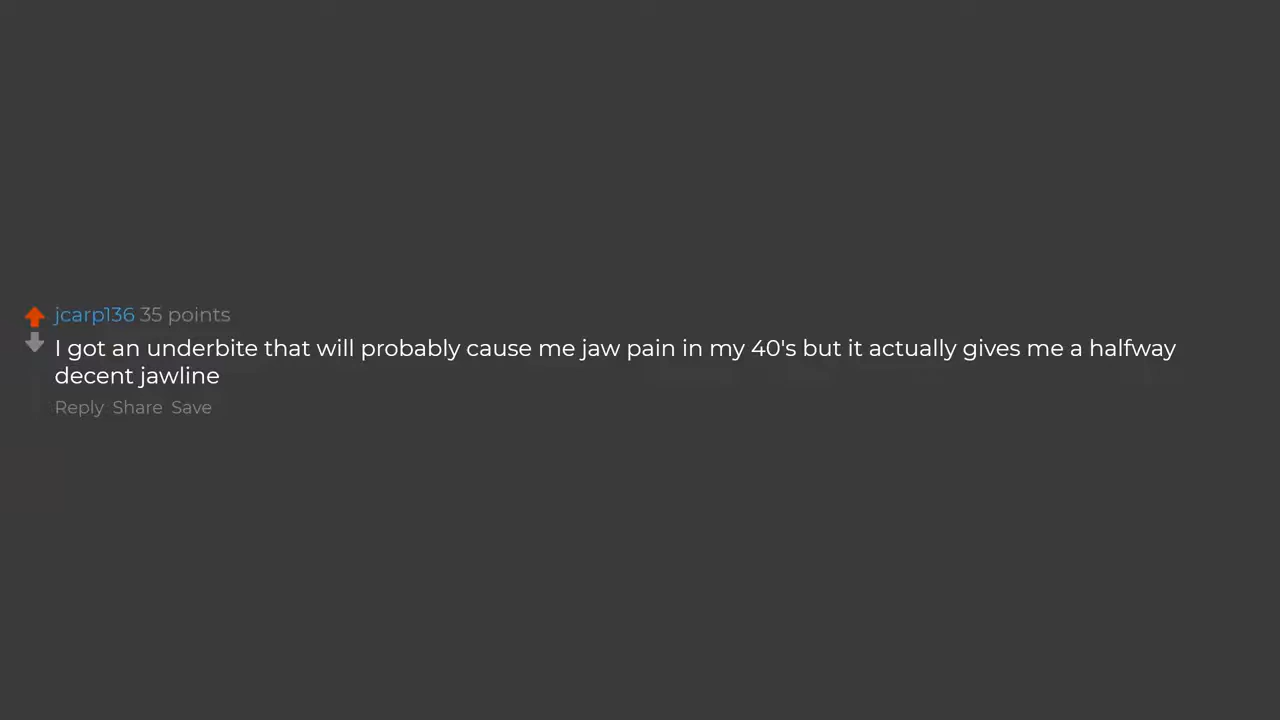 jcarp136 35 points
I got an underbite that will probably cause me jaw pain in my 40's but it actually gives me a halfway
decent jawline
Reply Share Save